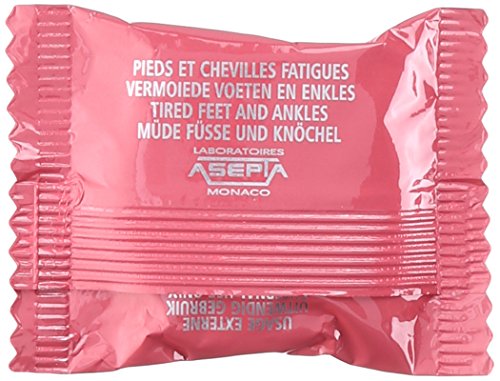 PIEDS ET CHEVILLES FATIGUES
VERMOIEDE VOETEN EN ENKLES
TIRED FEET AND ANKLES
MÜDE FÜSSE UND KNÖCHEL
LABORATOIRES
ASEPTA
MONACO
UITWENDIG GEBRUIK
USAGE EXTERNE